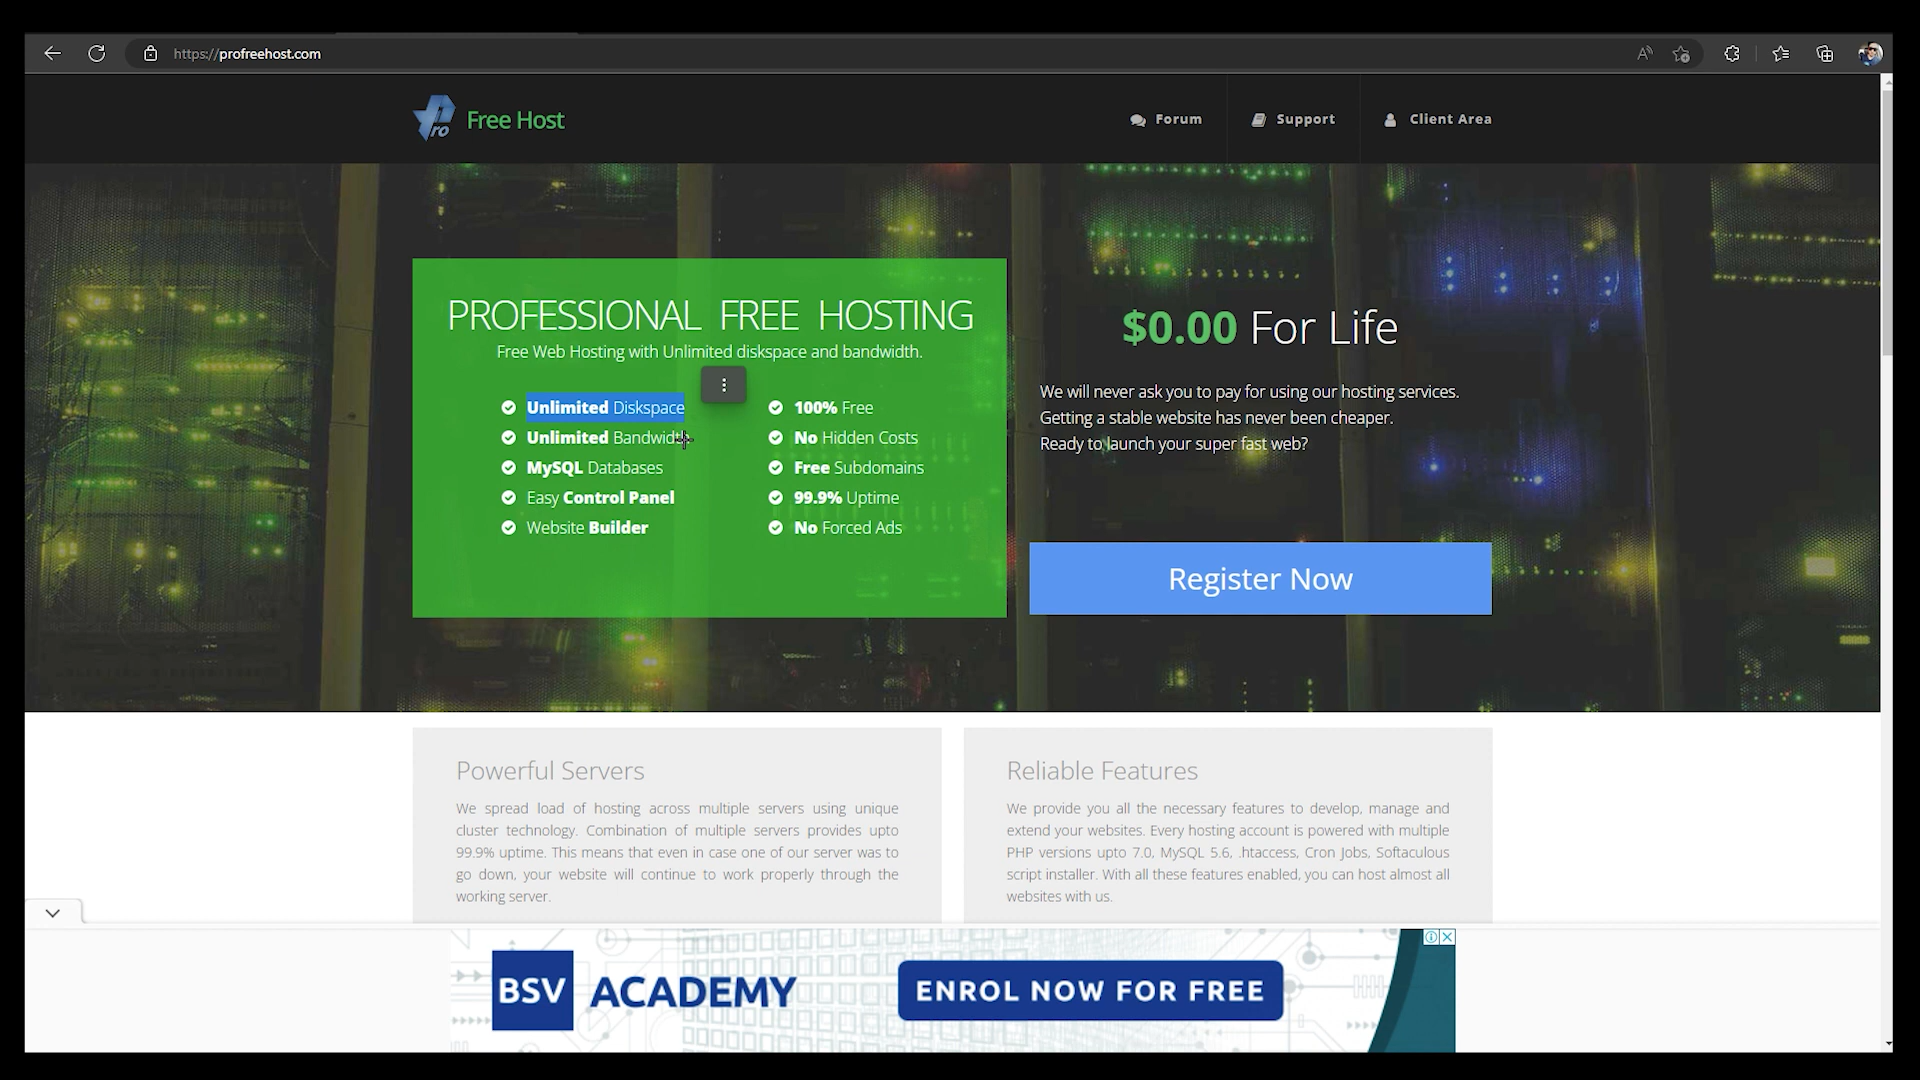 https://profreehost.com
Pro
Free Host
Forum
Support
Client Area
PROFESSIONAL FREE HOSTING
Free Web Hosting with Unlimited diskspace and bandwidth.
Unlimited Diskspace
Unlimited Bandwidth
MySQL Databases
Easy Control Panel
Website Builder
100% Free
No Hidden Costs
Free Subdomains
99.9% Uptime
No Forced Ads
$0.00 For Life
We will never ask you to pay for using our hosting services.
Getting a stable website has never been cheaper.
Ready to launch your super fast web?
Register Now
Powerful Servers
We spread load of hosting across multiple servers using unique
cluster technology. Combination of multiple servers provides upto
99.9% uptime. This means that even in case one of our server was to
go down, your website will continue to work properly through the
working server.
Reliable Features
We provide you all the necessary features to develop, manage and
extend your websites. Every hosting account is powered with multiple
PHP versions upto 7.0, MySQL 5.6, .htaccess, Cron Jobs, Softaculous
script installer. With all these features enabled, you can host almost all
websites with us.
BSV ACADEMY
ENROL NOW FOR FREE